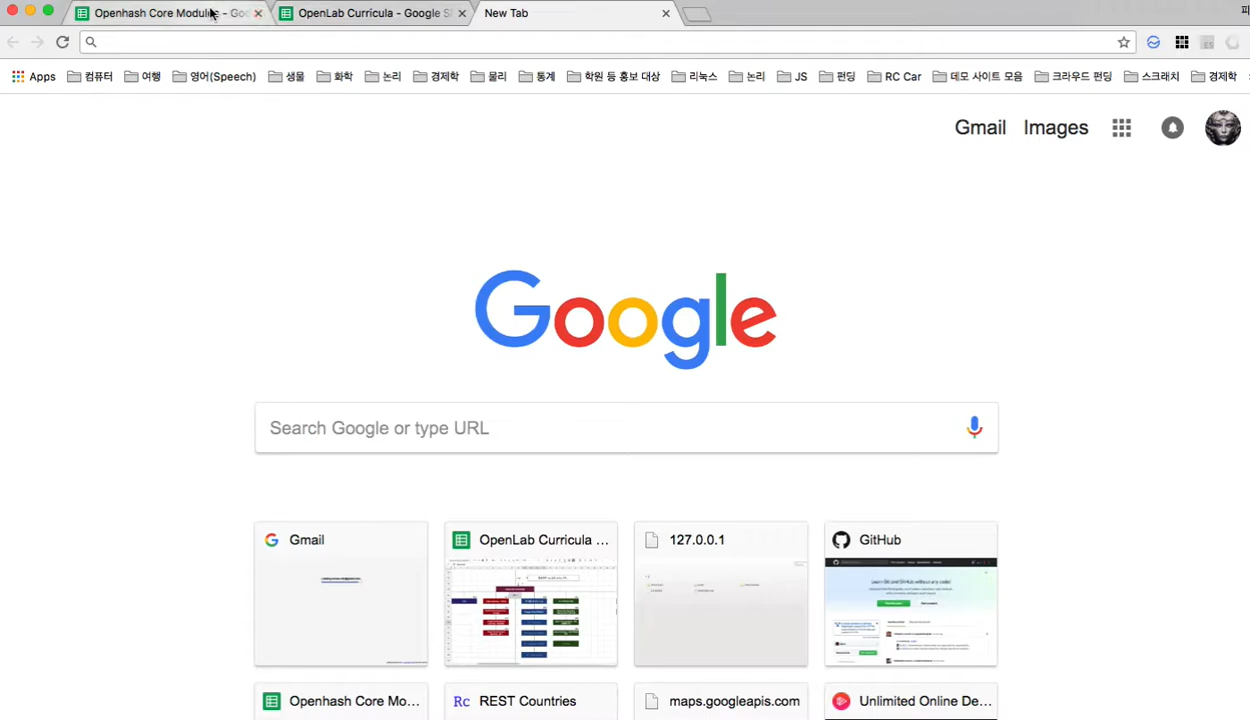 Openhash Core Module - Goo
OpenLab Curricula - Google S
New Tab
Apps 컴퓨터 여행 영어(Speech) 생물 화학 논리 경제학 물리 통계 학원 등 홍보 대상 리눅스 논리 JS 펀딩 RC Car 데모 사이트 모음 크라우드 펀딩 스크래치 경제학
Gmail Images
Google
Search Google or type URL
Gmail
OpenLab Curricula ...
127.0.0.1
GitHub
Openhash Core Mo...
Rc REST Countries
maps.googleapis.com
Unlimited Online De...